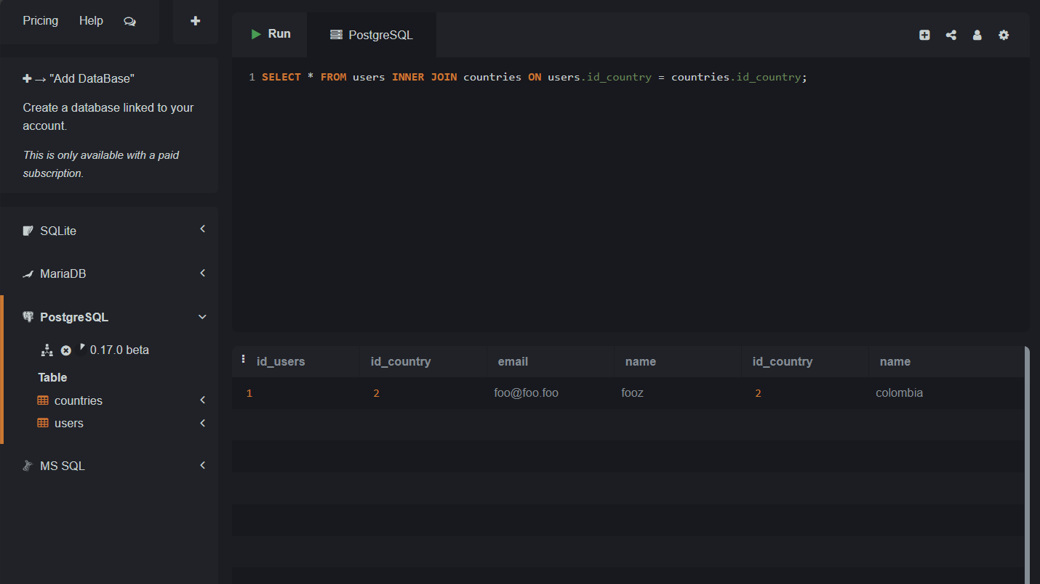 Pricing Help
Run
PostgreSQL
"Add DataBase"
Create a database linked to your
account.
This is only available with a paid
subscription.
1 SELECT * FROM users INNER JOIN countries ON users.id_country = countries.id_country;
SQLite
MariaDB
PostgreSQL
0.17.0 beta
Table
countries
users
MS SQL
id_users id_country email name id_country name
1 2 foo@foo.foo fooz 2 colombia